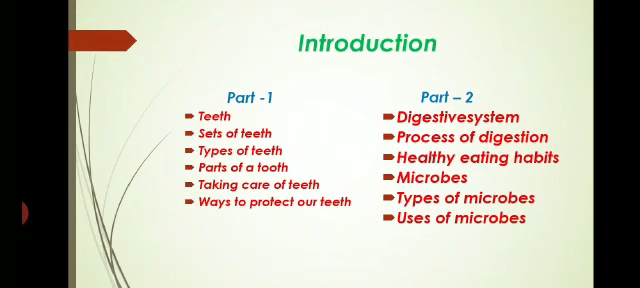 Introduction
Part -1
Teeth
Sets of teeth
Types of teeth
Parts of a tooth
Taking care of teeth
Ways to protect our teeth
Part – 2
Digestivesystem
Process of digestion
Healthy eating habits
Microbes
Types of microbes
Uses of microbes